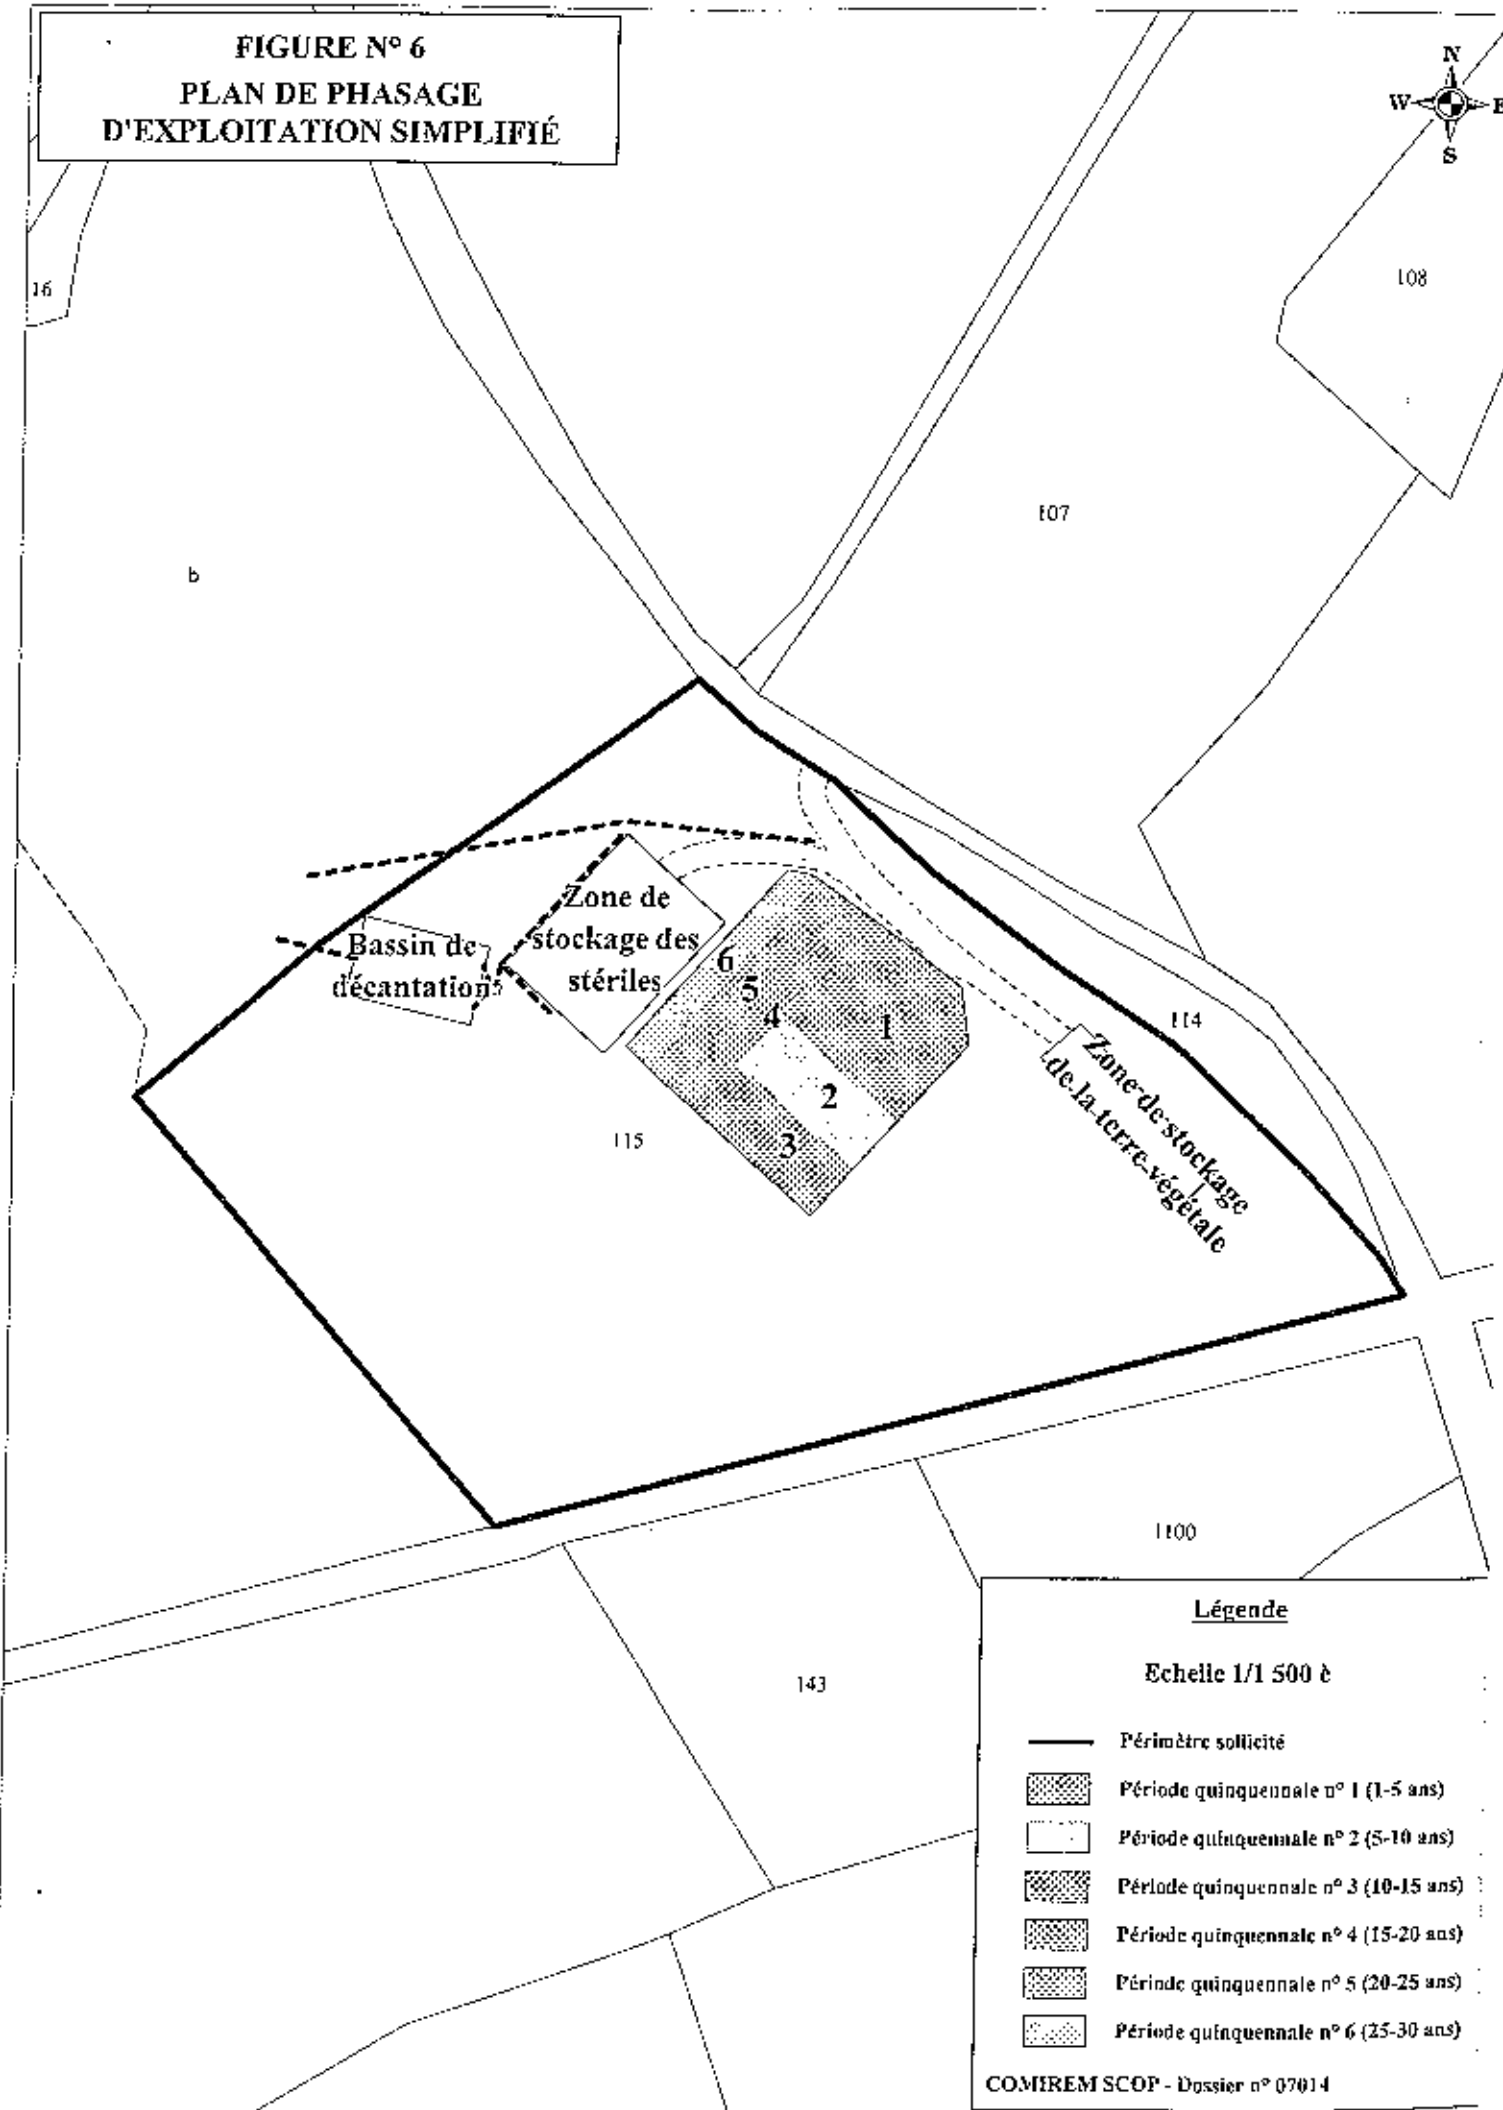 FIGURE N° 6
PLAN DE PHASAGE
D'EXPLOITATION SIMPLIFIÉ
N
W
E
S
16
108
107
b
Zone de
stockage des
stériles
Bassin de
décantation
6
5
4
1
2
3
114
115
Zone de stockage
de la terre végétale
1100
143
Légende
Echelle 1/1 500 è
Périmètre sollicité
Période quinquennale n° 1 (1-5 ans)
Période quinquennale n° 2 (5-10 ans)
Période quinquennale n° 3 (10-15 ans)
Période quinquennale n° 4 (15-20 ans)
Période quinquennale n° 5 (20-25 ans)
Période quinquennale n° 6 (25-30 ans)
COMIREM SCOP - Dossier n° 07014